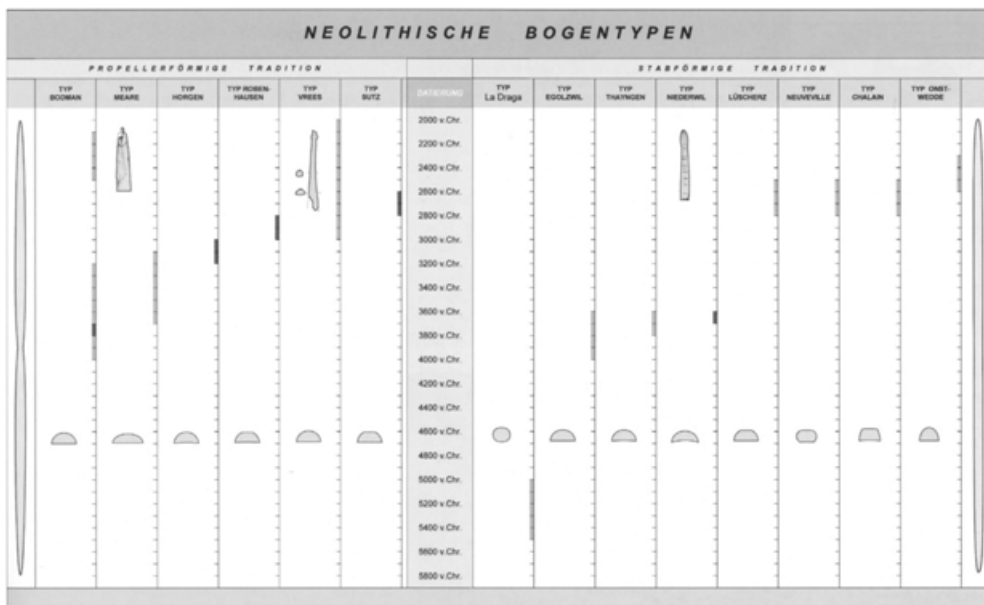 NEOLITHISCHE BOGENTYPEN
PROPELLERFÖRMIGE TRADITION
STABFÖRMIGE TRADITION
TYP BODMAN
TYP MEARE
TYP HORGEN
TYP ROBEN-
HAUSEN
TYP VREES
TYP SUTZ
DATIERUNG
TYP La Draga
TYP EGOLZWIL
TYP THAYNGEN
TYP NIEDERWIL
TYP LÜSCHERZ
TYP NEUVEVILLE
TYP CHALAIN
TYP ONST-
WEDDE
2000 v.Chr.
2200 v.Chr.
2400 v.Chr.
2600 v.Chr.
2800 v.Chr.
3000 v.Chr.
3200 v.Chr.
3400 v.Chr.
3600 v.Chr.
3800 v.Chr.
4000 v.Chr.
4200 v.Chr.
4400 v.Chr.
4600 v.Chr.
4800 v.Chr.
5000 v.Chr.
5200 v.Chr.
5400 v.Chr.
5600 v.Chr.
5800 v.Chr.